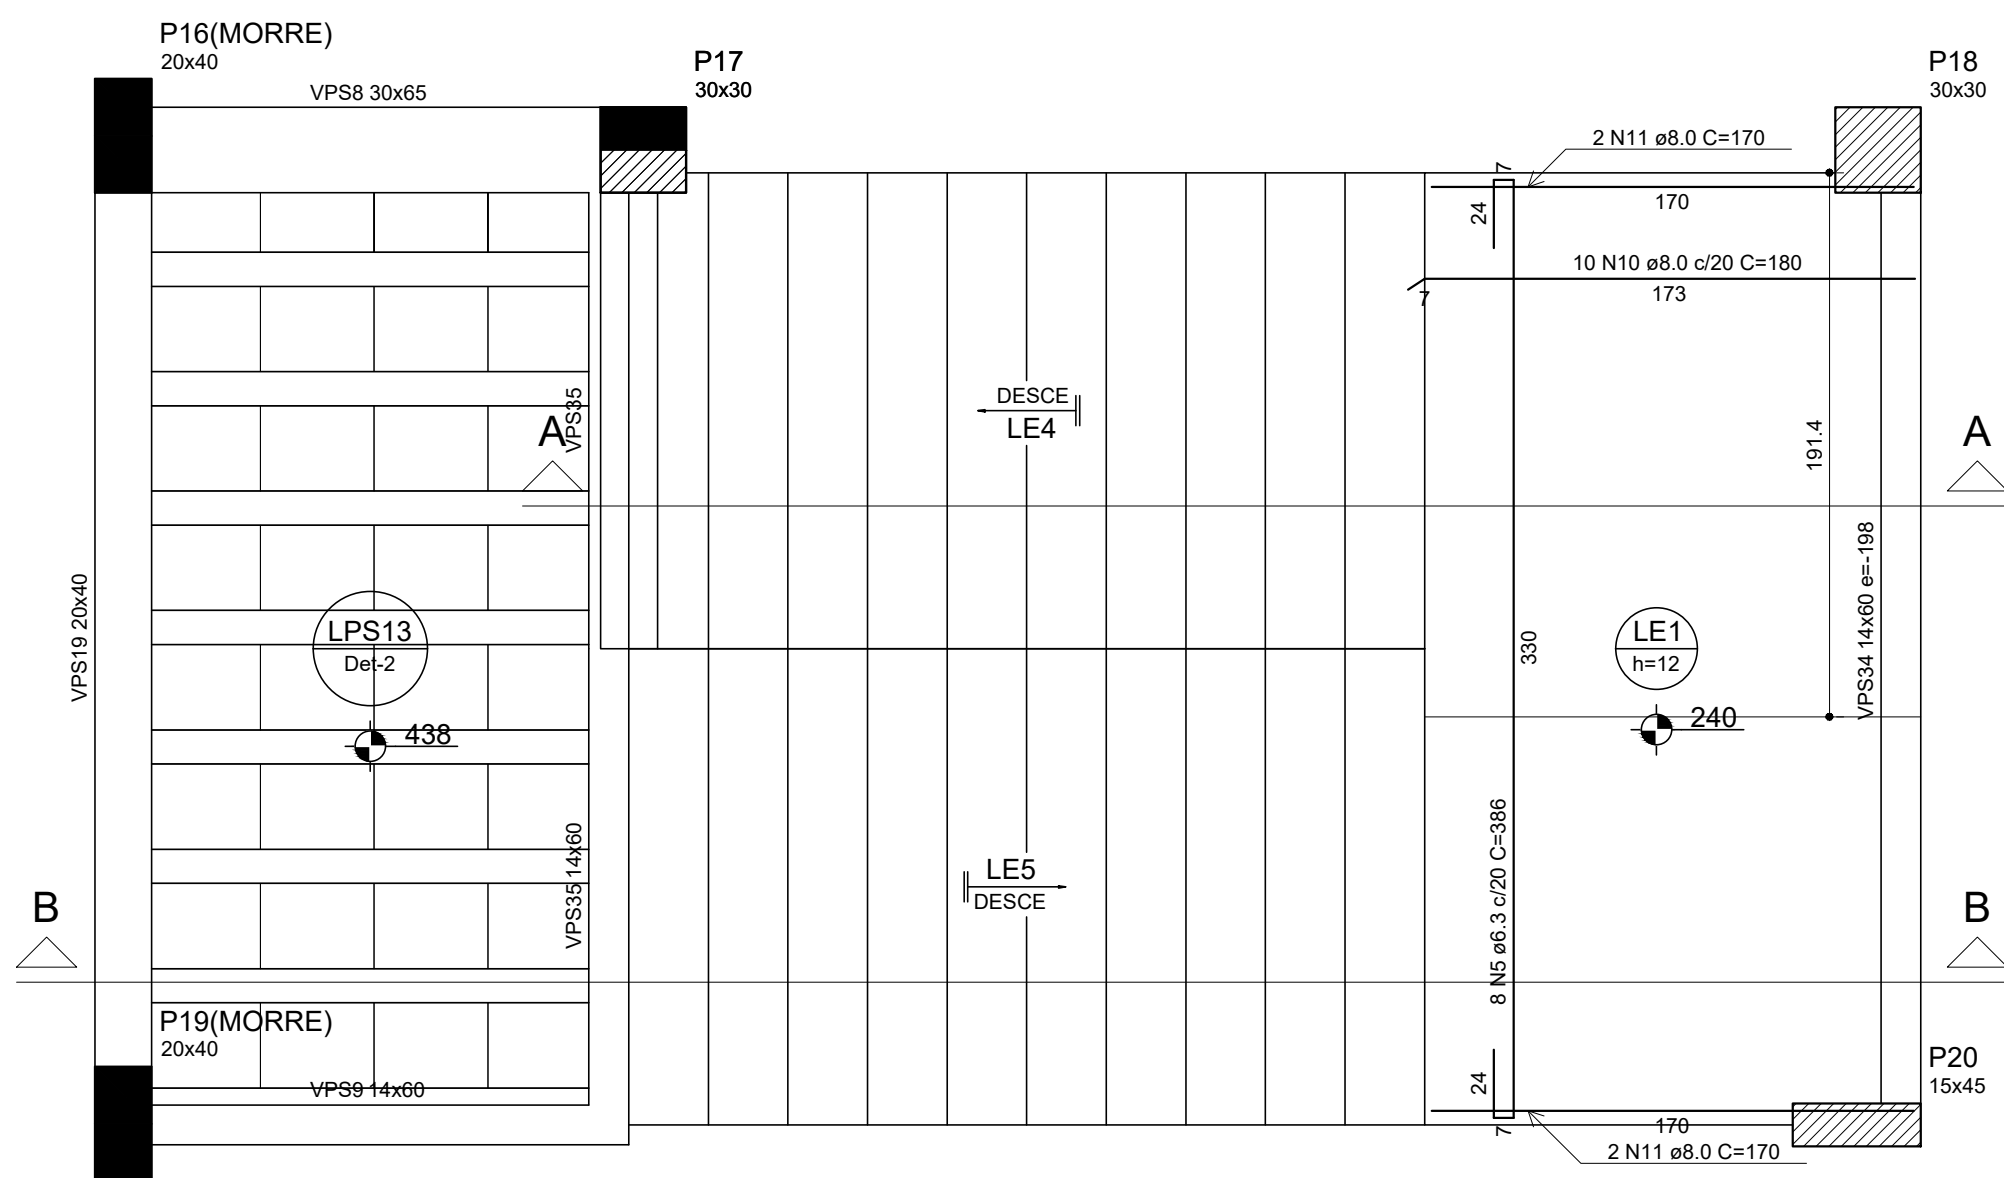 P16(MORRE)
20x40
VPS8 30x65
P17
30x30
P18
30x30
2 N11 ø8.0 C=170
7
24
170
10 N10 ø8.0 c/20 C=180
7
173
DESCE
LE4
VPS35
A
A
191.4
VPS34 14x60 e=-198
VPS19 20x40
LPS13
Det-2
438
330
LE1
h=12
240
VPS35 14x60
LE5
DESCE
8 N5 ø6.3 c/20 C=386
B
B
P19(MORRE)
20x40
VPS9 14x60
24
7
170
2 N11 ø8.0 C=170
P20
15x45